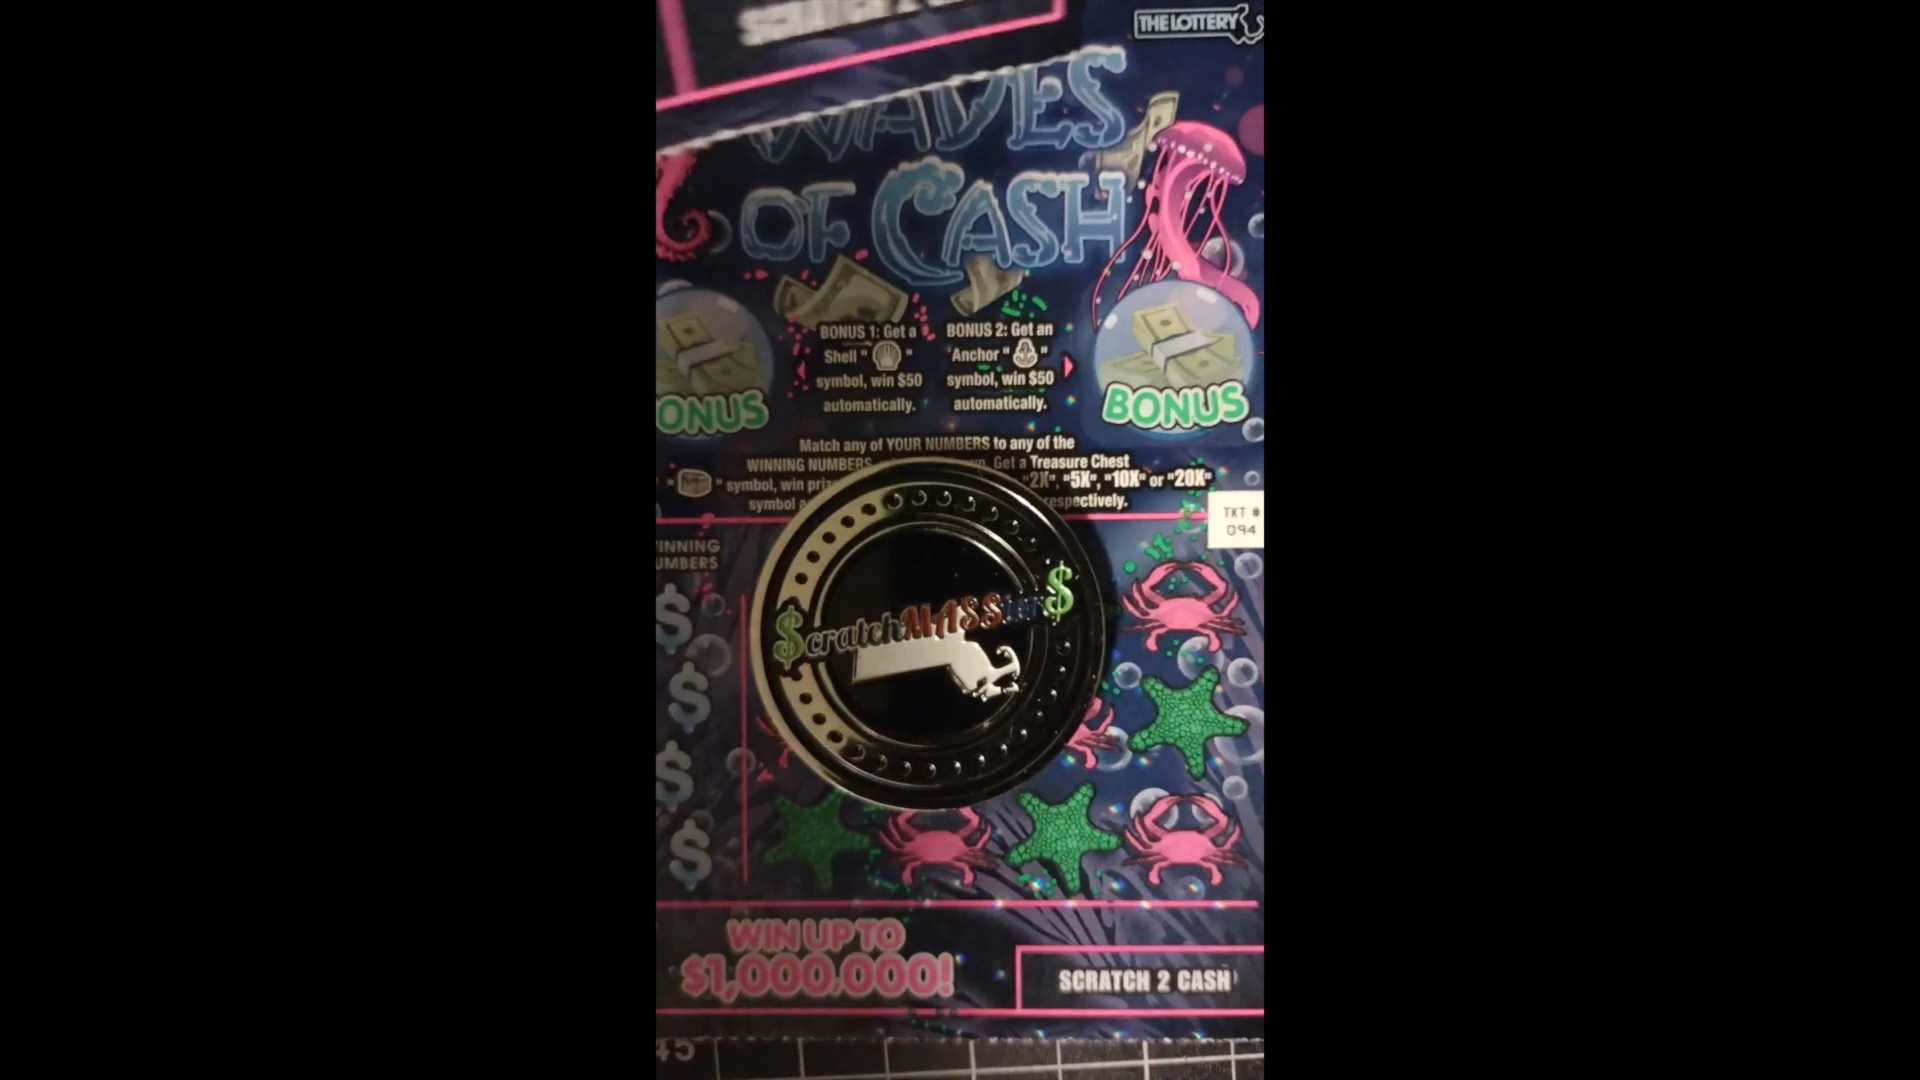 THE LOTTERY
WAVES
OF CASH
BONUS 1: Get a
Shell " "
symbol, win $50
automatically.
BONUS 2: Get an
Anchor " "
symbol, win $50
automatically.
ONUS
BONUS
Match any of YOUR NUMBERS to any of the
WINNING NUMBERS Get a Treasure Chest
" " symbol, win "2X", "5X", "10X" or "20X"
symbol respectively.
TKT #
094
INNING
UMBERS
$
$
$
$
$cratchMASSter$
WIN UP TO
$1,000,000!
SCRATCH 2 CASH
45